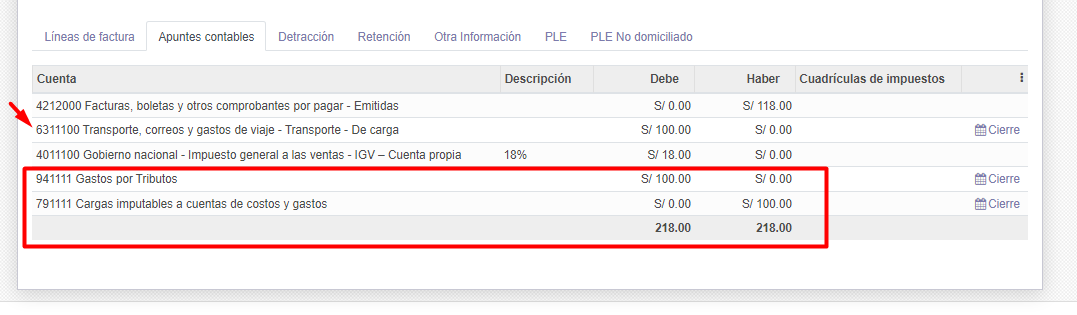 Líneas de factura Apuntes contables Detracción Retención Otra Información PLE PLE No domiciliado
Cuenta Descripción Debe Haber Cuadrículas de impuestos
4212000 Facturas, boletas y otros comprobantes por pagar - Emitidas S/ 0.00 S/ 118.00
6311100 Transporte, correos y gastos de viaje - Transporte - De carga S/ 100.00 S/ 0.00 Cierre
4011100 Gobierno nacional - Impuesto general a las ventas - IGV – Cuenta propia 18% S/ 18.00 S/ 0.00
941111 Gastos por Tributos S/ 100.00 S/ 0.00 Cierre
791111 Cargas imputables a cuentas de costos y gastos S/ 0.00 S/ 100.00 Cierre
218.00 218.00